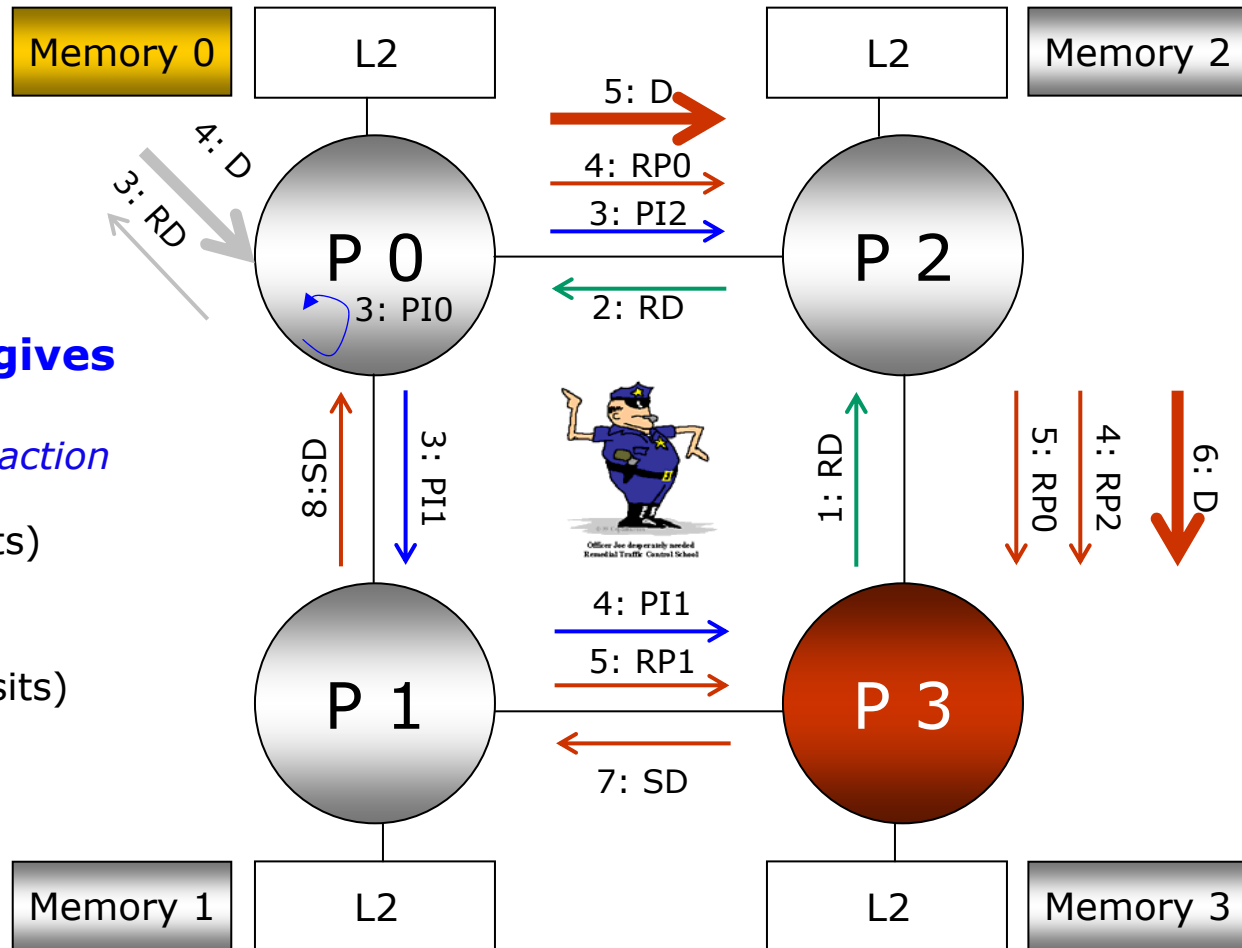 Memory 0
L2
L2
Memory 2
5: D
4: D
4: RP0
3: RD
3: PI2
P 0
P 2
3: PI0
2: RD
gives
action
ts)
sits)
8:SD
3: PI1
1: RD
5: RP0
4: RP2
6: D
Officer Joe desperately needed
Remedial Traffic Control School
4: PI1
5: RP1
P 1
P 3
7: SD
Memory 1
L2
L2
Memory 3